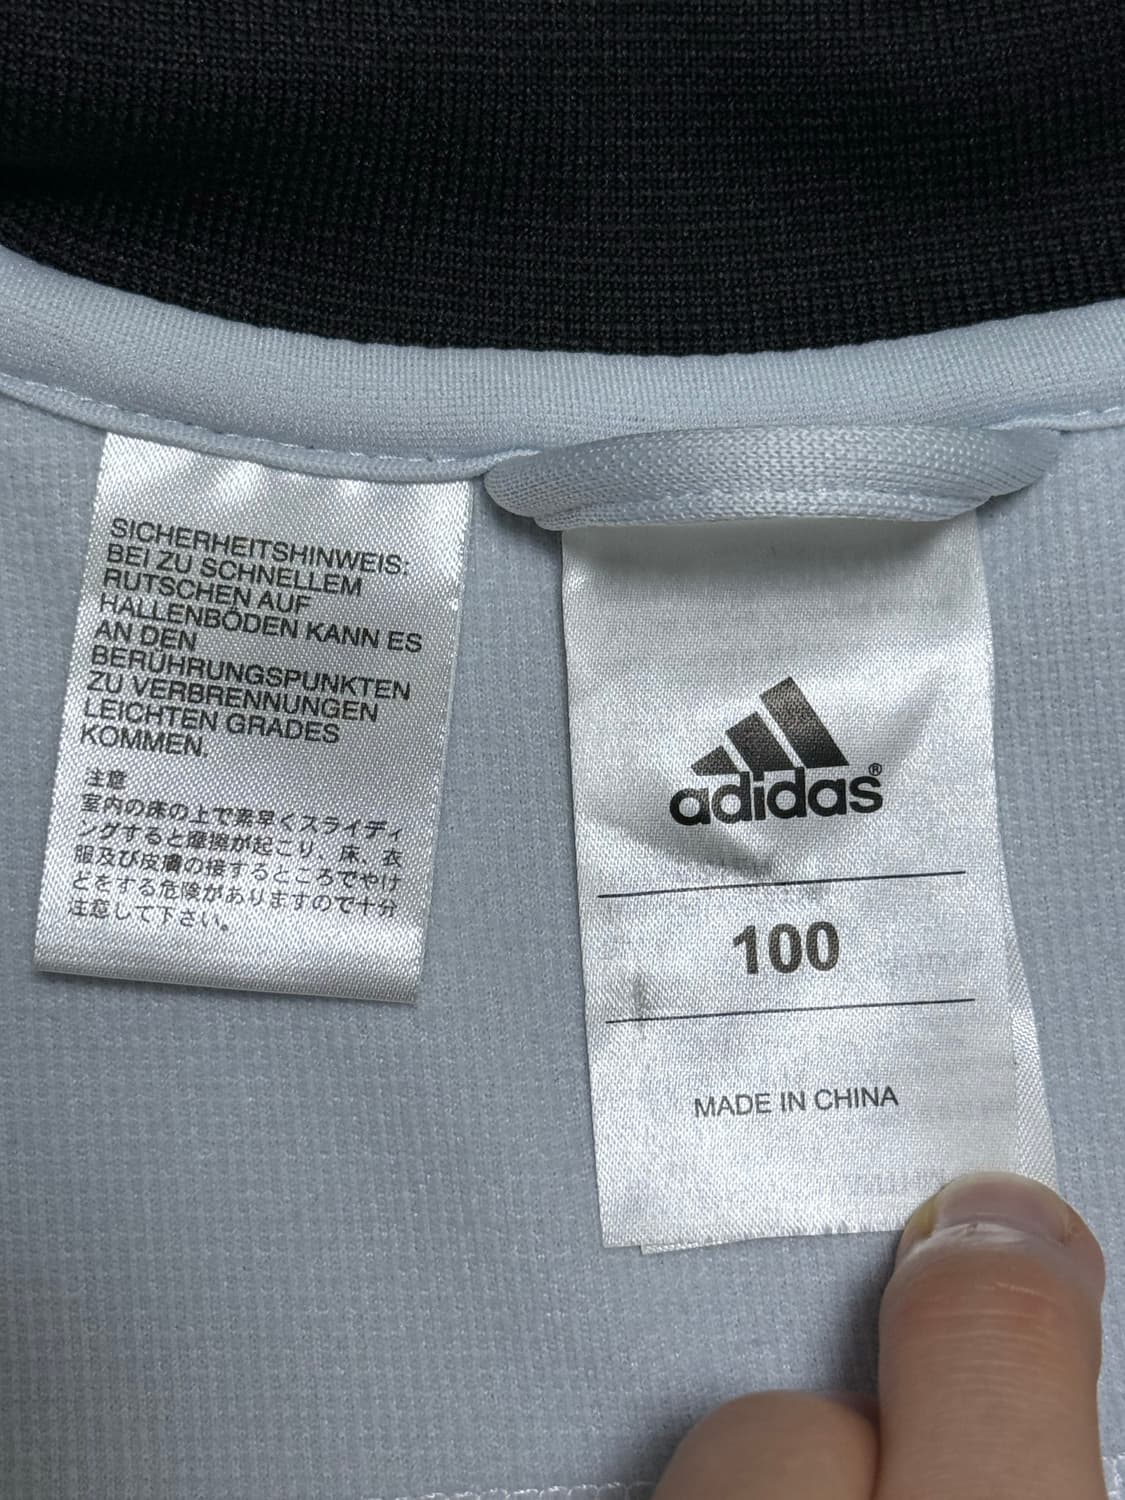 SICHERHEITSHINWEIS:
BEI ZU SCHNELLEM
RUTSCHEN AUF
HALLENBÖDEN KANN ES
AN DEN
BERÜHRUNGSPUNKTEN
ZU VERBRENNUNGEN
LEICHTEN GRADES
KOMMEN.
注意
室内の床の上で素早くスライディ
ングすると摩擦が起こり、床、衣
服及び皮膚の接するところでやけ
どをする危険がありますので十分
注意して下さい。
adidas®
100
MADE IN CHINA